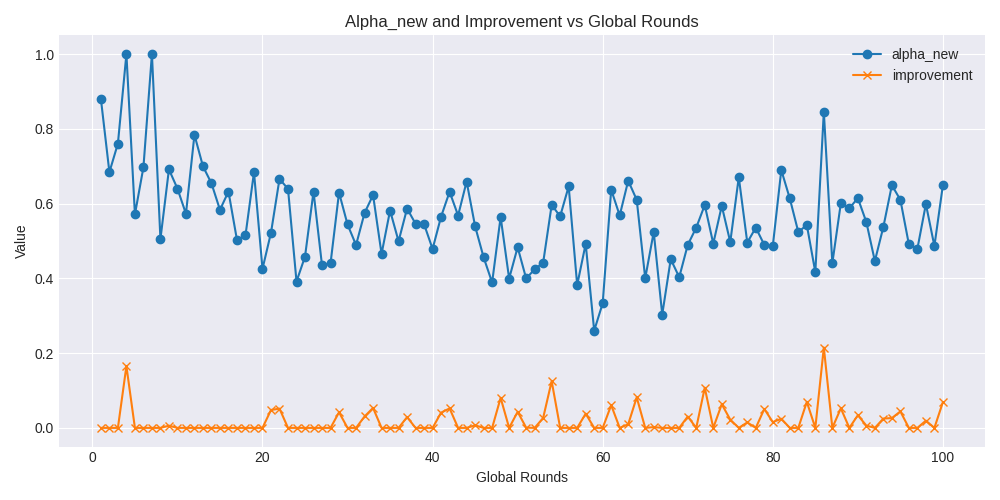 Alpha_new and Improvement vs Global Rounds
alpha_new
improvement
Value
1.0
0.8
0.6
0.4
0.2
0.0
0 20 40 60 80 100
Global Rounds